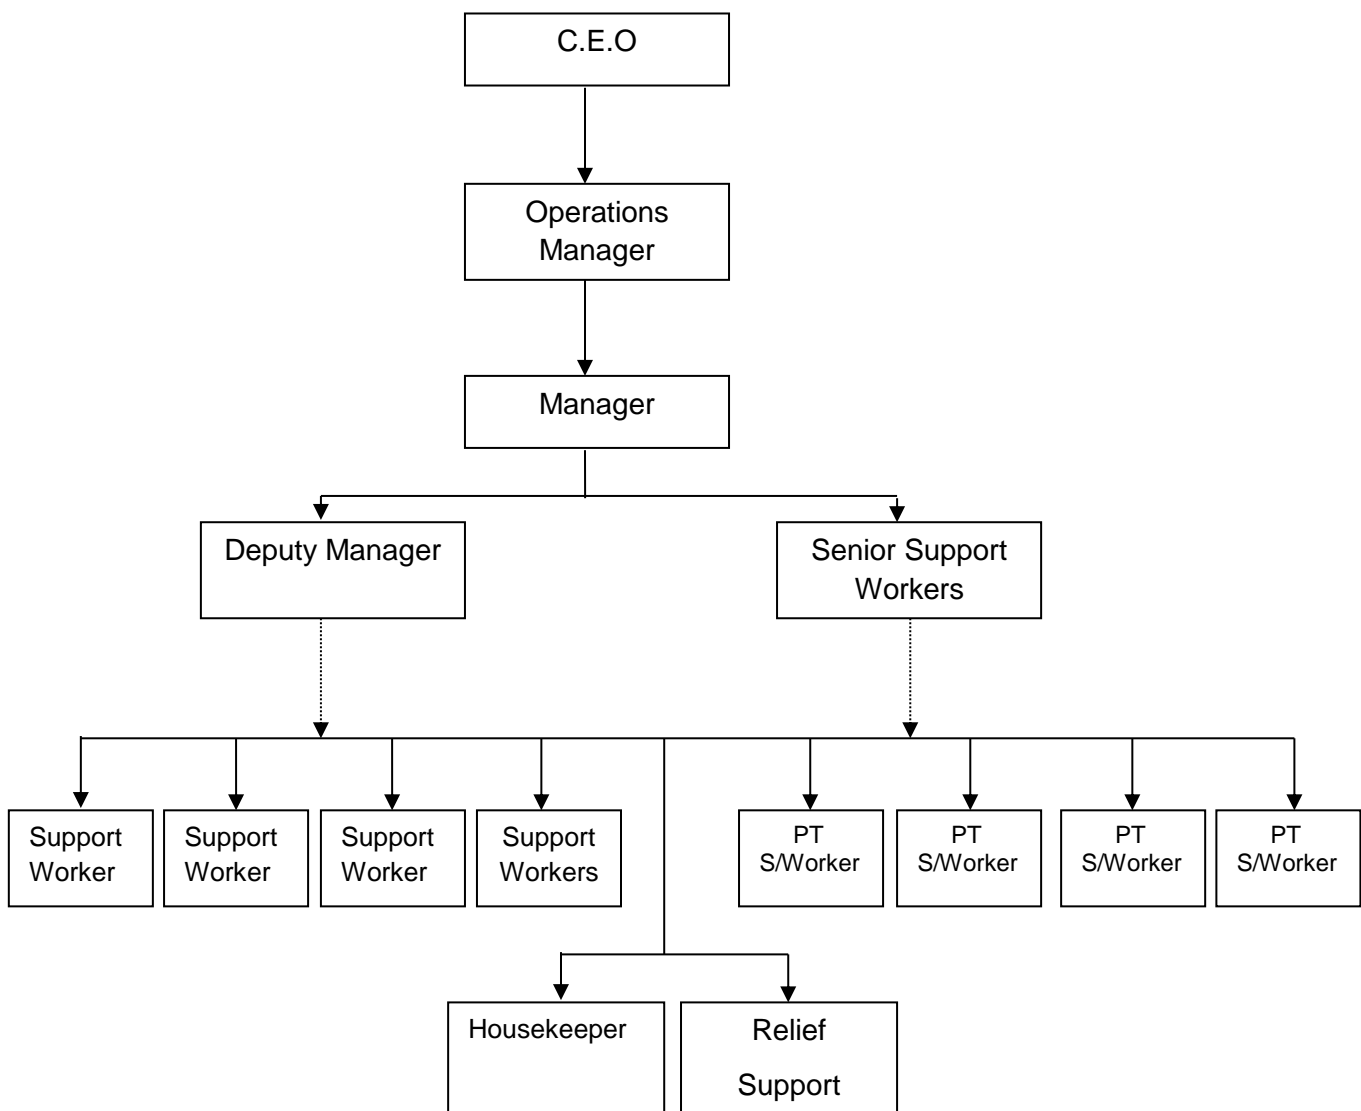 C.E.O
Operations
Manager
Manager
Deputy Manager
Senior Support
Workers
Support
Worker
Support
Worker
Support
Worker
Support
Workers
PT
S/Worker
PT
S/Worker
PT
S/Worker
PT
S/Worker
Housekeeper
Relief
Support